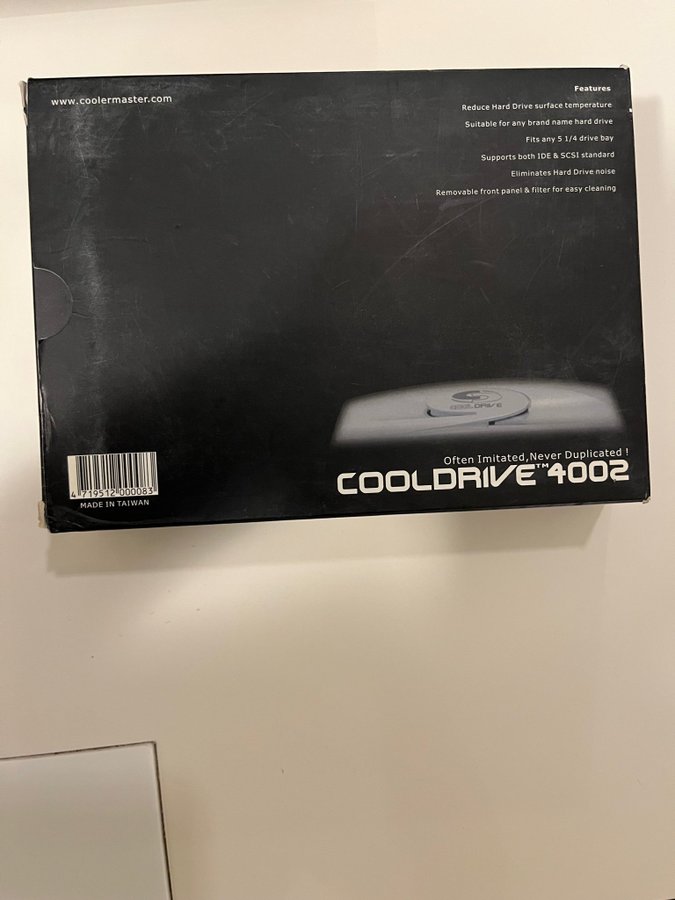 www.coolermaster.com
Features
Reduce Hard Drive surface temperature
Suitable for any brand name hard drive
Fits any 5 1/4 drive bay
Supports both IDE & SCSI standard
Eliminates Hard Drive noise
Removable front panel & filter for easy cleaning
COOLDRIVE
Often Imitated,Never Duplicated !
COOLDRIVE™4002
4 719512 000083
MADE IN TAIWAN